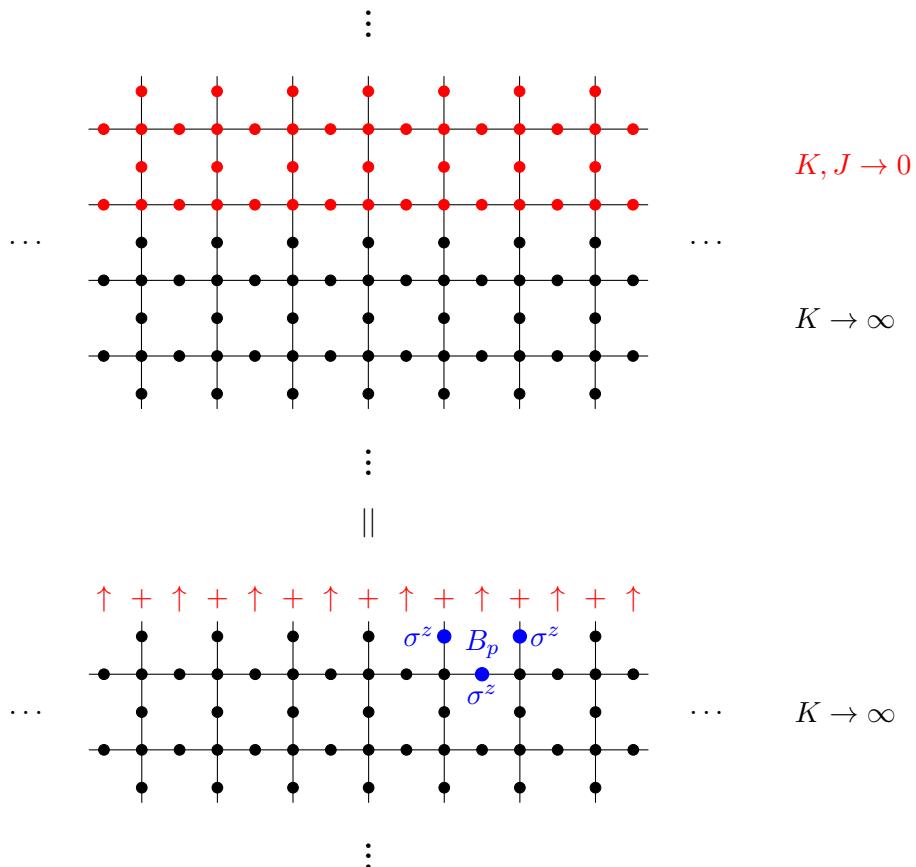 ⋮
K, J → 0
⋯ ⋯
K → ∞
⋮
||
↑ + ↑ + ↑ + ↑ + ↑ + ↑ + ↑ + ↑
σ^z B_p σ^z
σ^z
⋯ ⋯ K → ∞
⋮